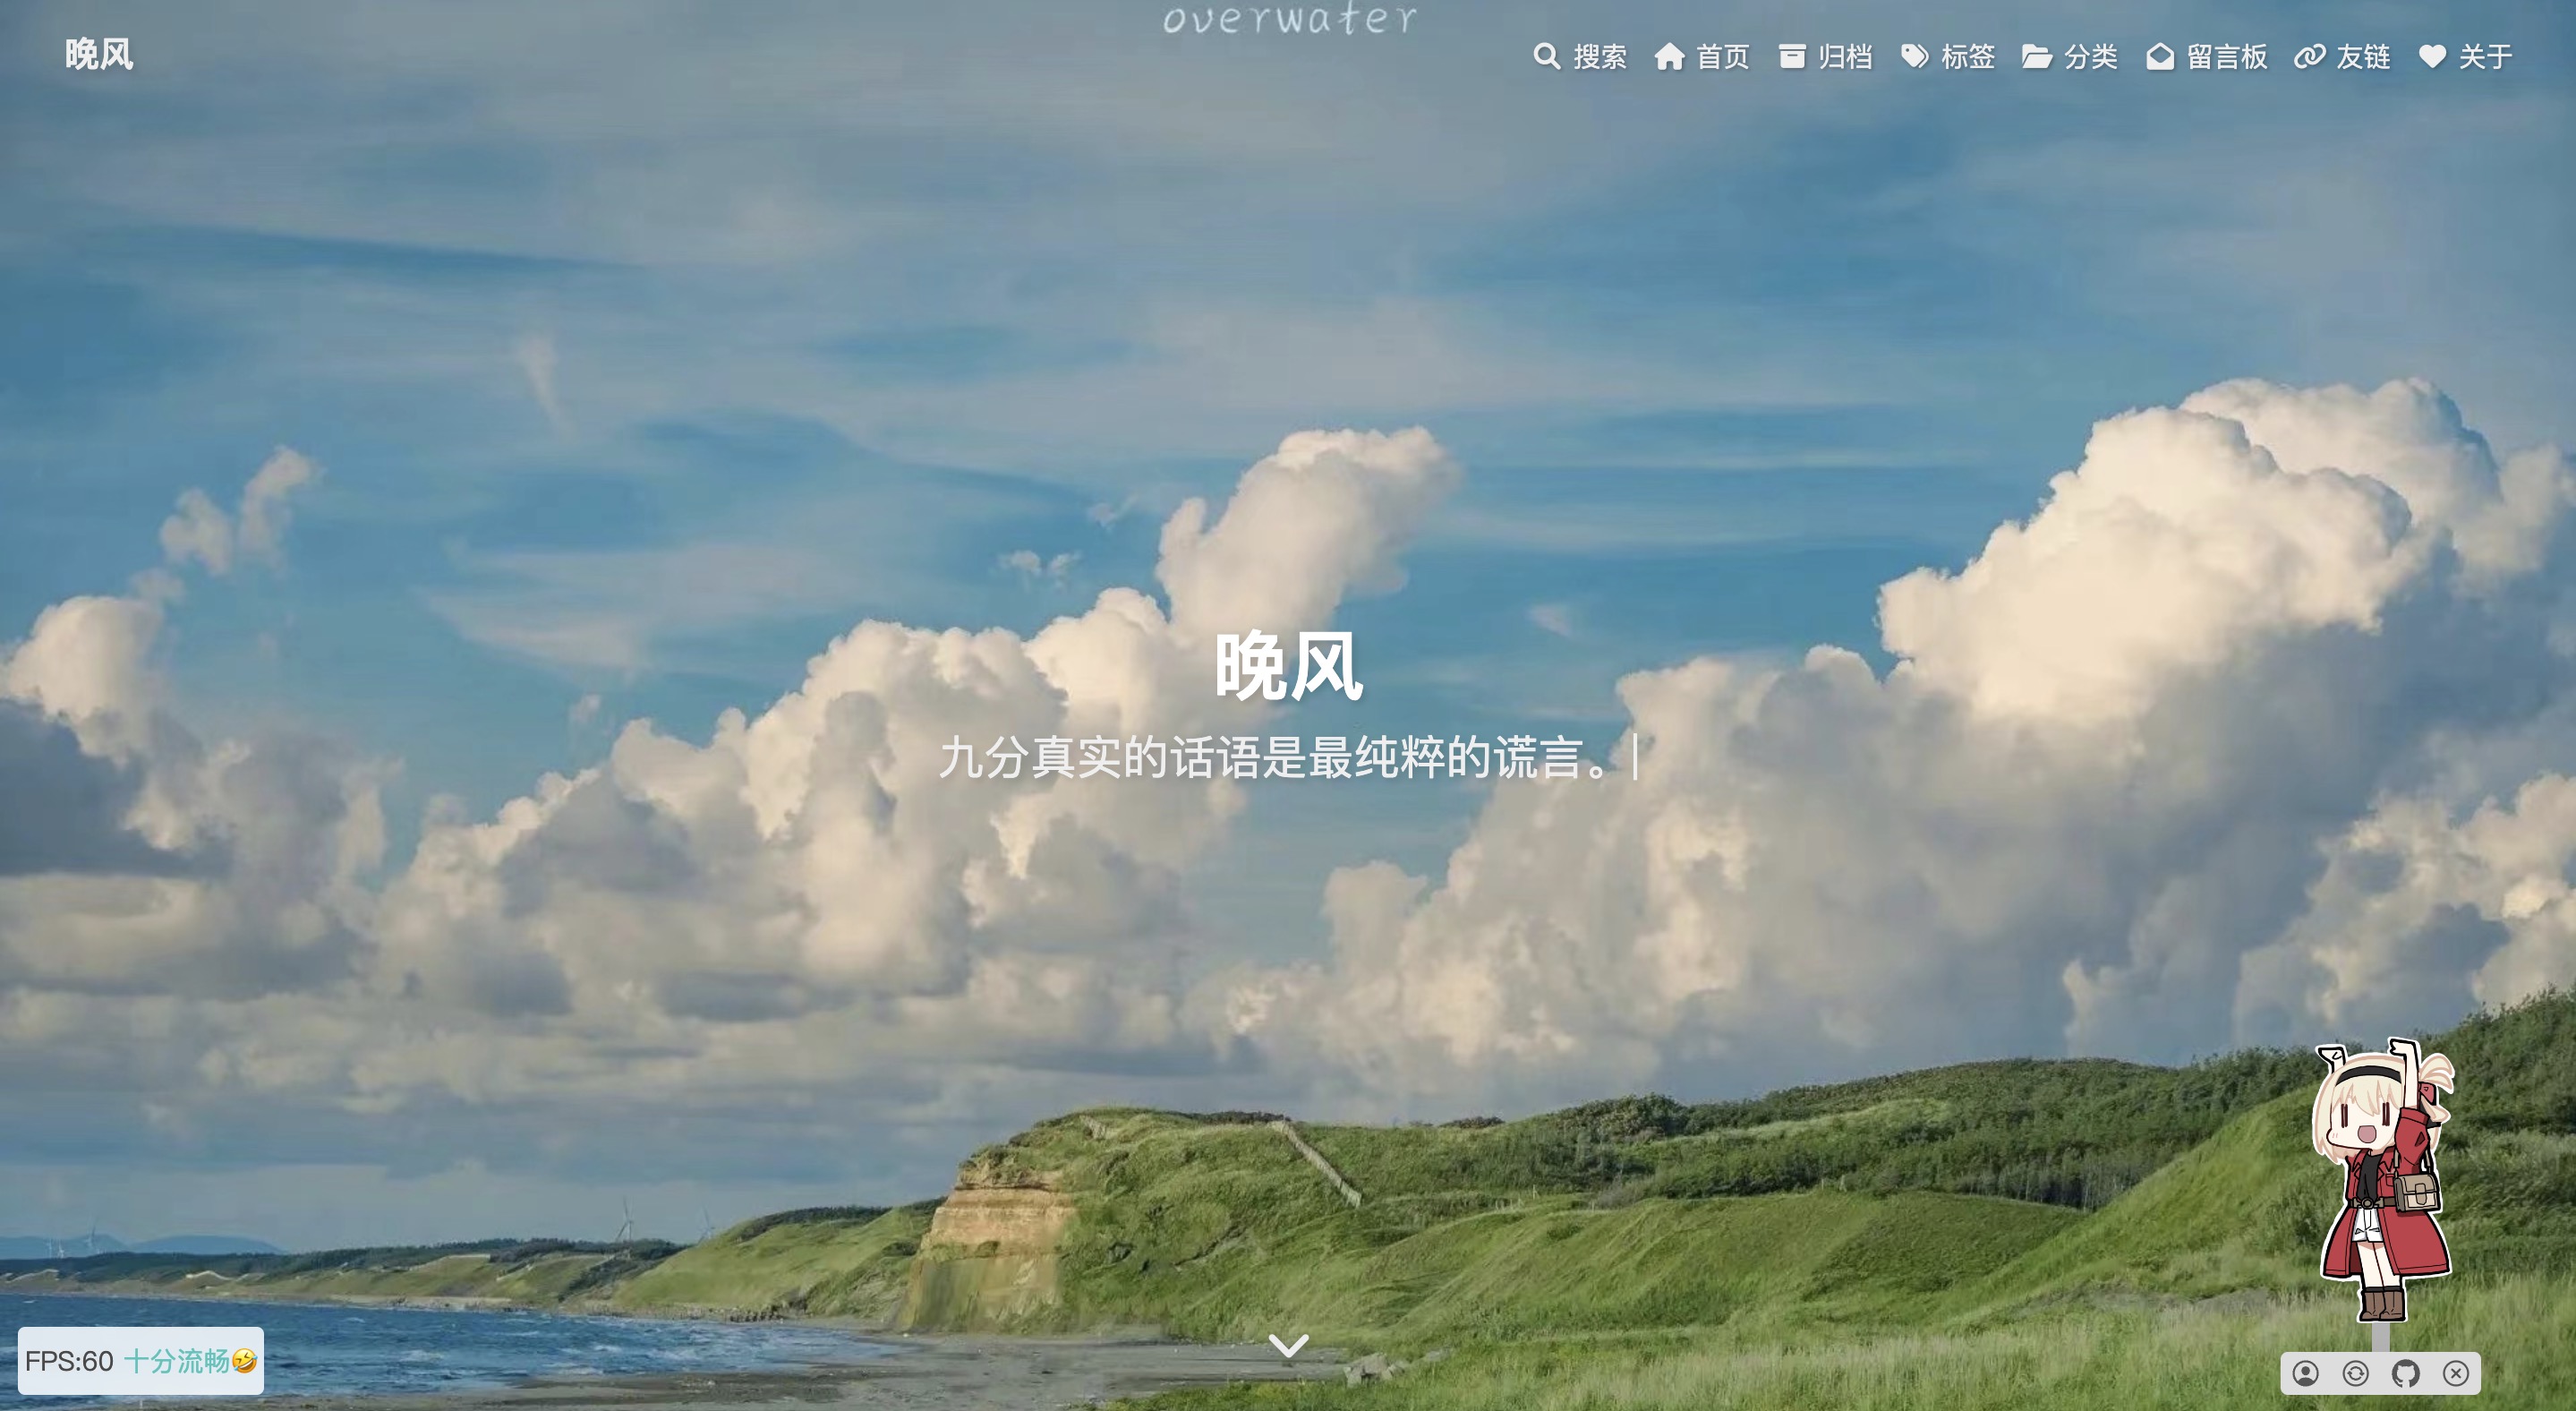 overwater
晚风
搜索 首页 归档 标签 分类 留言板 友链 关于
晚风
九分真实的话语是最纯粹的谎言。|
FPS:60 十分流畅🤣